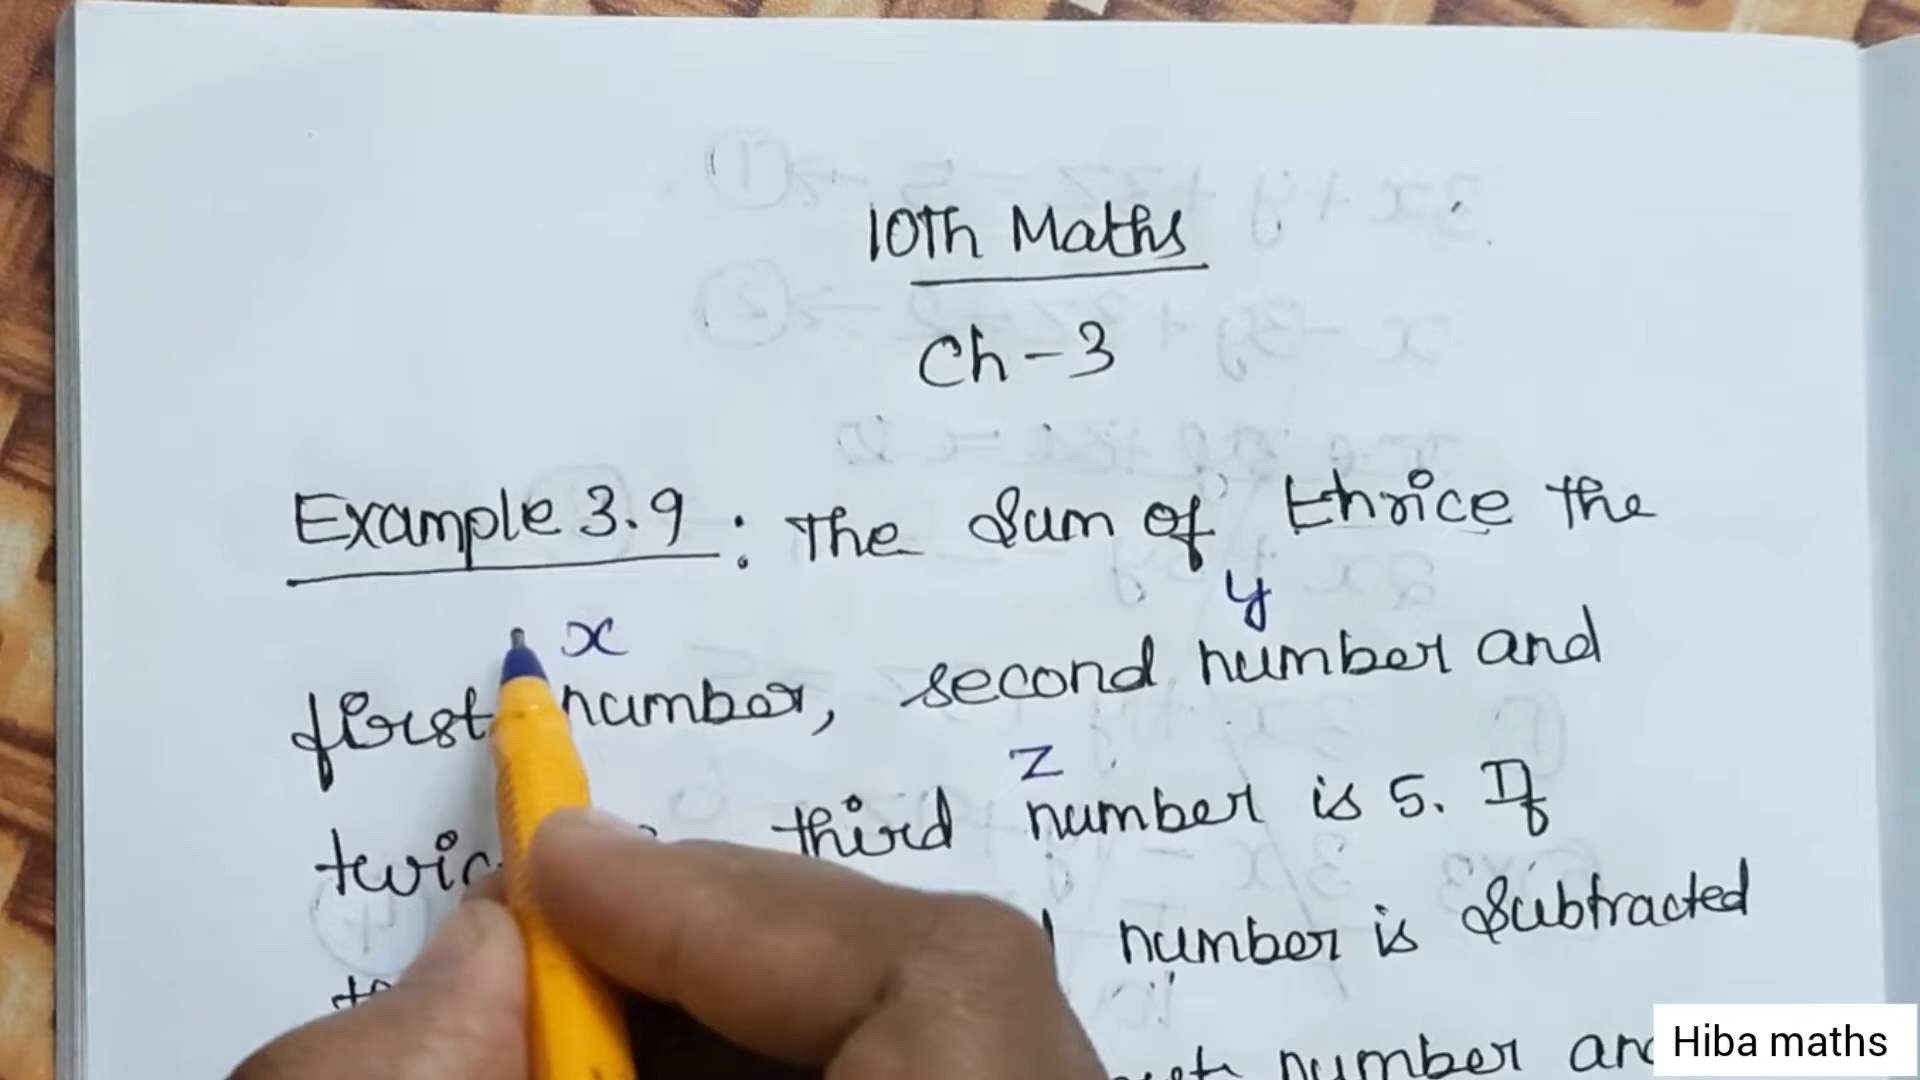 10Th Maths
Ch - 3
Example 3.9 : The Sum of thrice the
x y
first number, second number and
z
third number is 5. If
number is Subtracted
number
Hiba maths